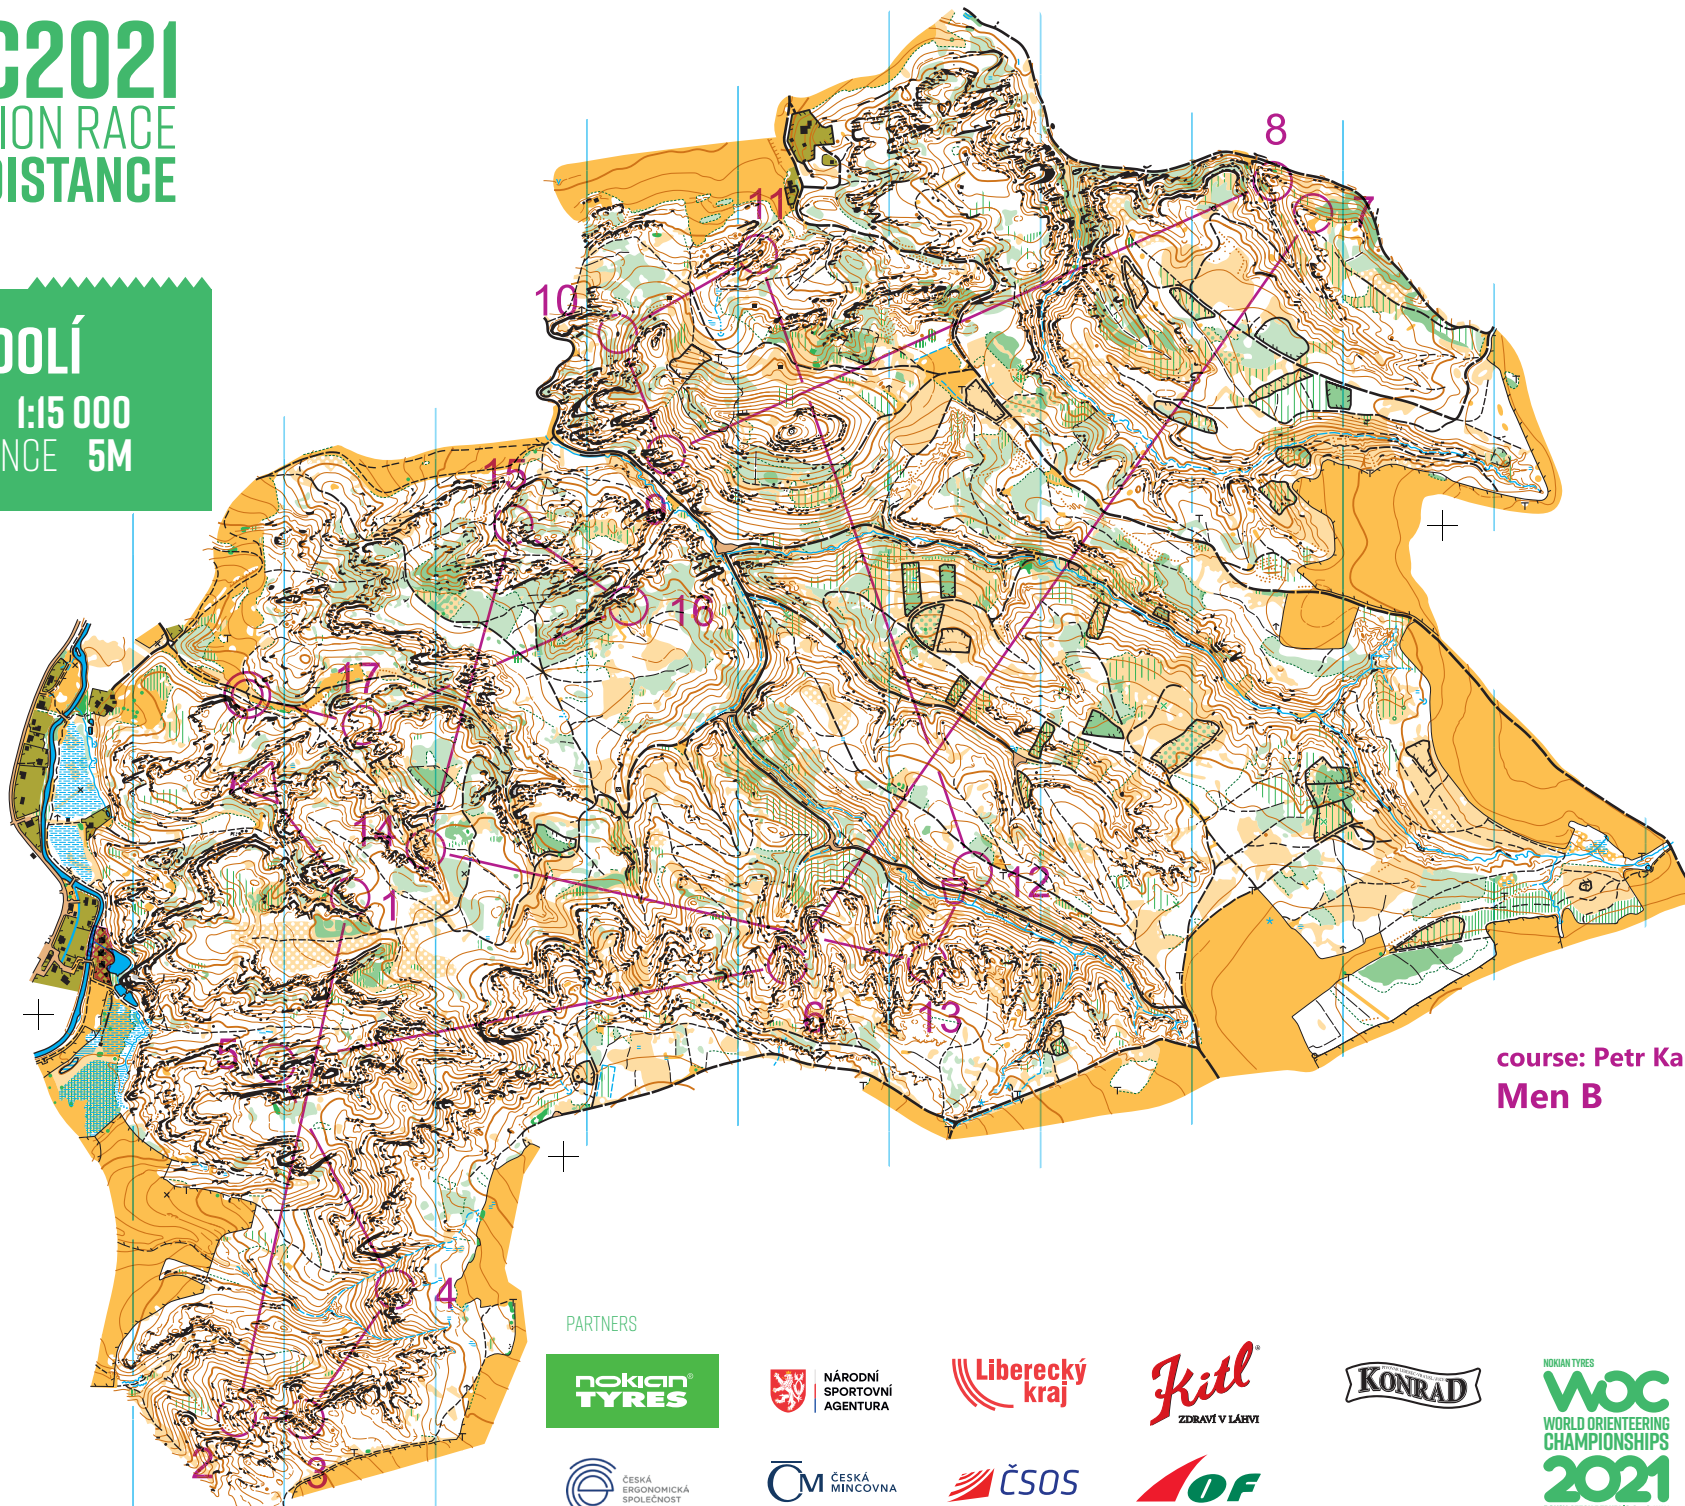 C2021
ION RACE
DISTANCE
DOLÍ
1:15 000
NCE 5M
8
7
11
10
15
9
16
17
14
1
12
5
6
13
4
2
3
course: Petr Ka
Men B
PARTNERS
nokian®
TYRES
NÁRODNÍ
SPORTOVNÍ
AGENTURA
Liberecký
kraj
Kitl®
ZDRAVÍ V LÁHVI
KONRAD
NOKIAN TYRES
WOC
WORLD ORIENTEERING
CHAMPIONSHIPS
2021
ČESKÁ
ERGONOMICKÁ
SPOLEČNOST
ČM ČESKÁ
MINCOVNA
ČSOS
IOF